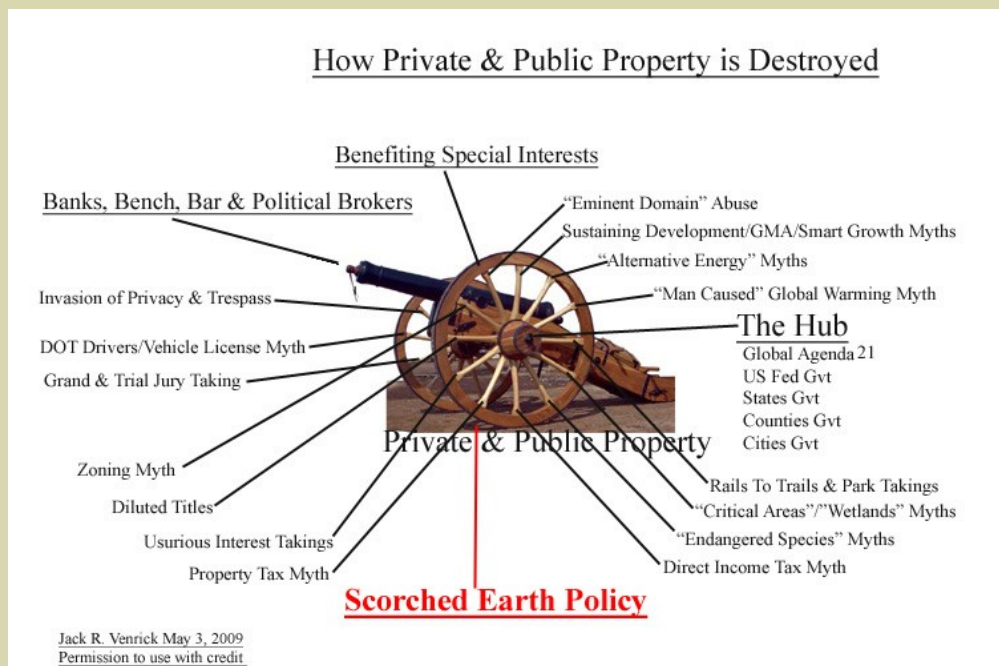 How Private & Public Property is Destroyed
Benefiting Special Interests
Banks, Bench, Bar & Political Brokers
"Eminent Domain" Abuse
Sustaining Development/GMA/Smart Growth Myths
"Alternative Energy" Myths
Invasion of Privacy & Trespass
"Man Caused" Global Warming Myth
The Hub
DOT Drivers/Vehicle License Myth
Global Agenda 21
Grand & Trial Jury Taking
US Fed Gvt
States Gvt
Counties Gvt
Cities Gvt
Private & Public Property
Zoning Myth
Rails To Trails & Park Takings
Diluted Titles
"Critical Areas"/"Wetlands" Myths
Usurious Interest Takings
"Endangered Species" Myths
Property Tax Myth
Direct Income Tax Myth
Scorched Earth Policy
Jack R. Venrick May 3, 2009
Permission to use with credit